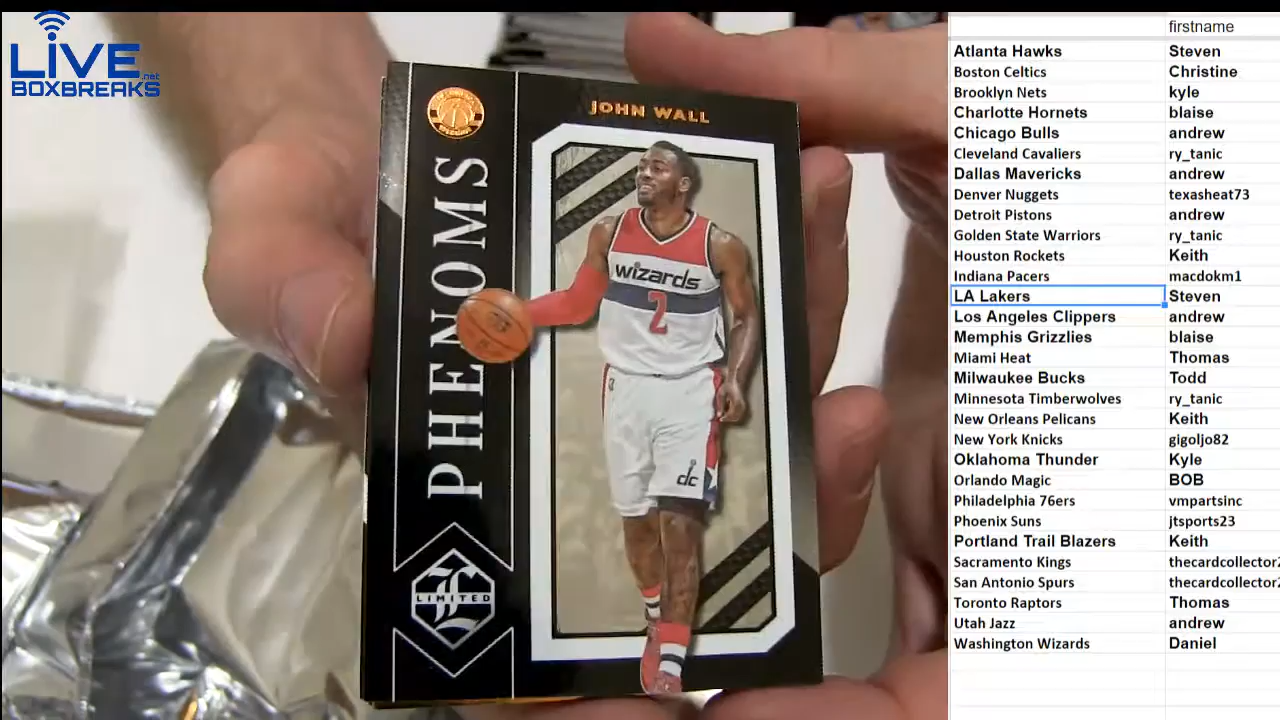 LIVE.net
BOXBREAKS
JOHN WALL
PHENOMS
wizards
2
dc
L
LIMITED
firstname
Atlanta Hawks Steven
Boston Celtics Christine
Brooklyn Nets kyle
Charlotte Hornets blaise
Chicago Bulls andrew
Cleveland Cavaliers ry_tanic
Dallas Mavericks andrew
Denver Nuggets texasheat73
Detroit Pistons andrew
Golden State Warriors ry_tanic
Houston Rockets Keith
Indiana Pacers macdokm1
LA Lakers Steven
Los Angeles Clippers andrew
Memphis Grizzlies blaise
Miami Heat Thomas
Milwaukee Bucks Todd
Minnesota Timberwolves ry_tanic
New Orleans Pelicans Keith
New York Knicks gigoljo82
Oklahoma Thunder Kyle
Orlando Magic BOB
Philadelphia 76ers vmpartsinc
Phoenix Suns jtsports23
Portland Trail Blazers Keith
Sacramento Kings thecardcollector2
San Antonio Spurs thecardcollector2
Toronto Raptors Thomas
Utah Jazz andrew
Washington Wizards Daniel